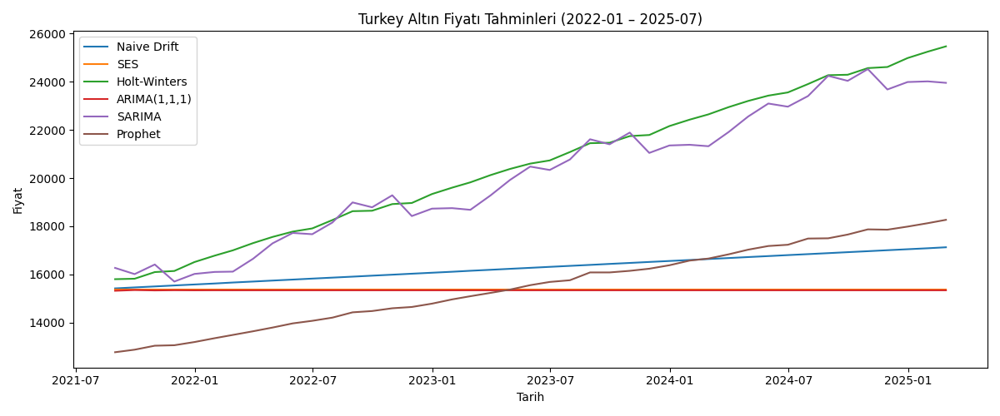 Turkey Altın Fiyatı Tahminleri (2022-01 – 2025-07)
26000
24000
22000
20000
18000
16000
14000
Fiyat
Naive Drift
SES
Holt-Winters
ARIMA(1,1,1)
SARIMA
Prophet
2021-07
2022-01
2022-07
2023-01
2023-07
2024-01
2024-07
2025-01
Tarih